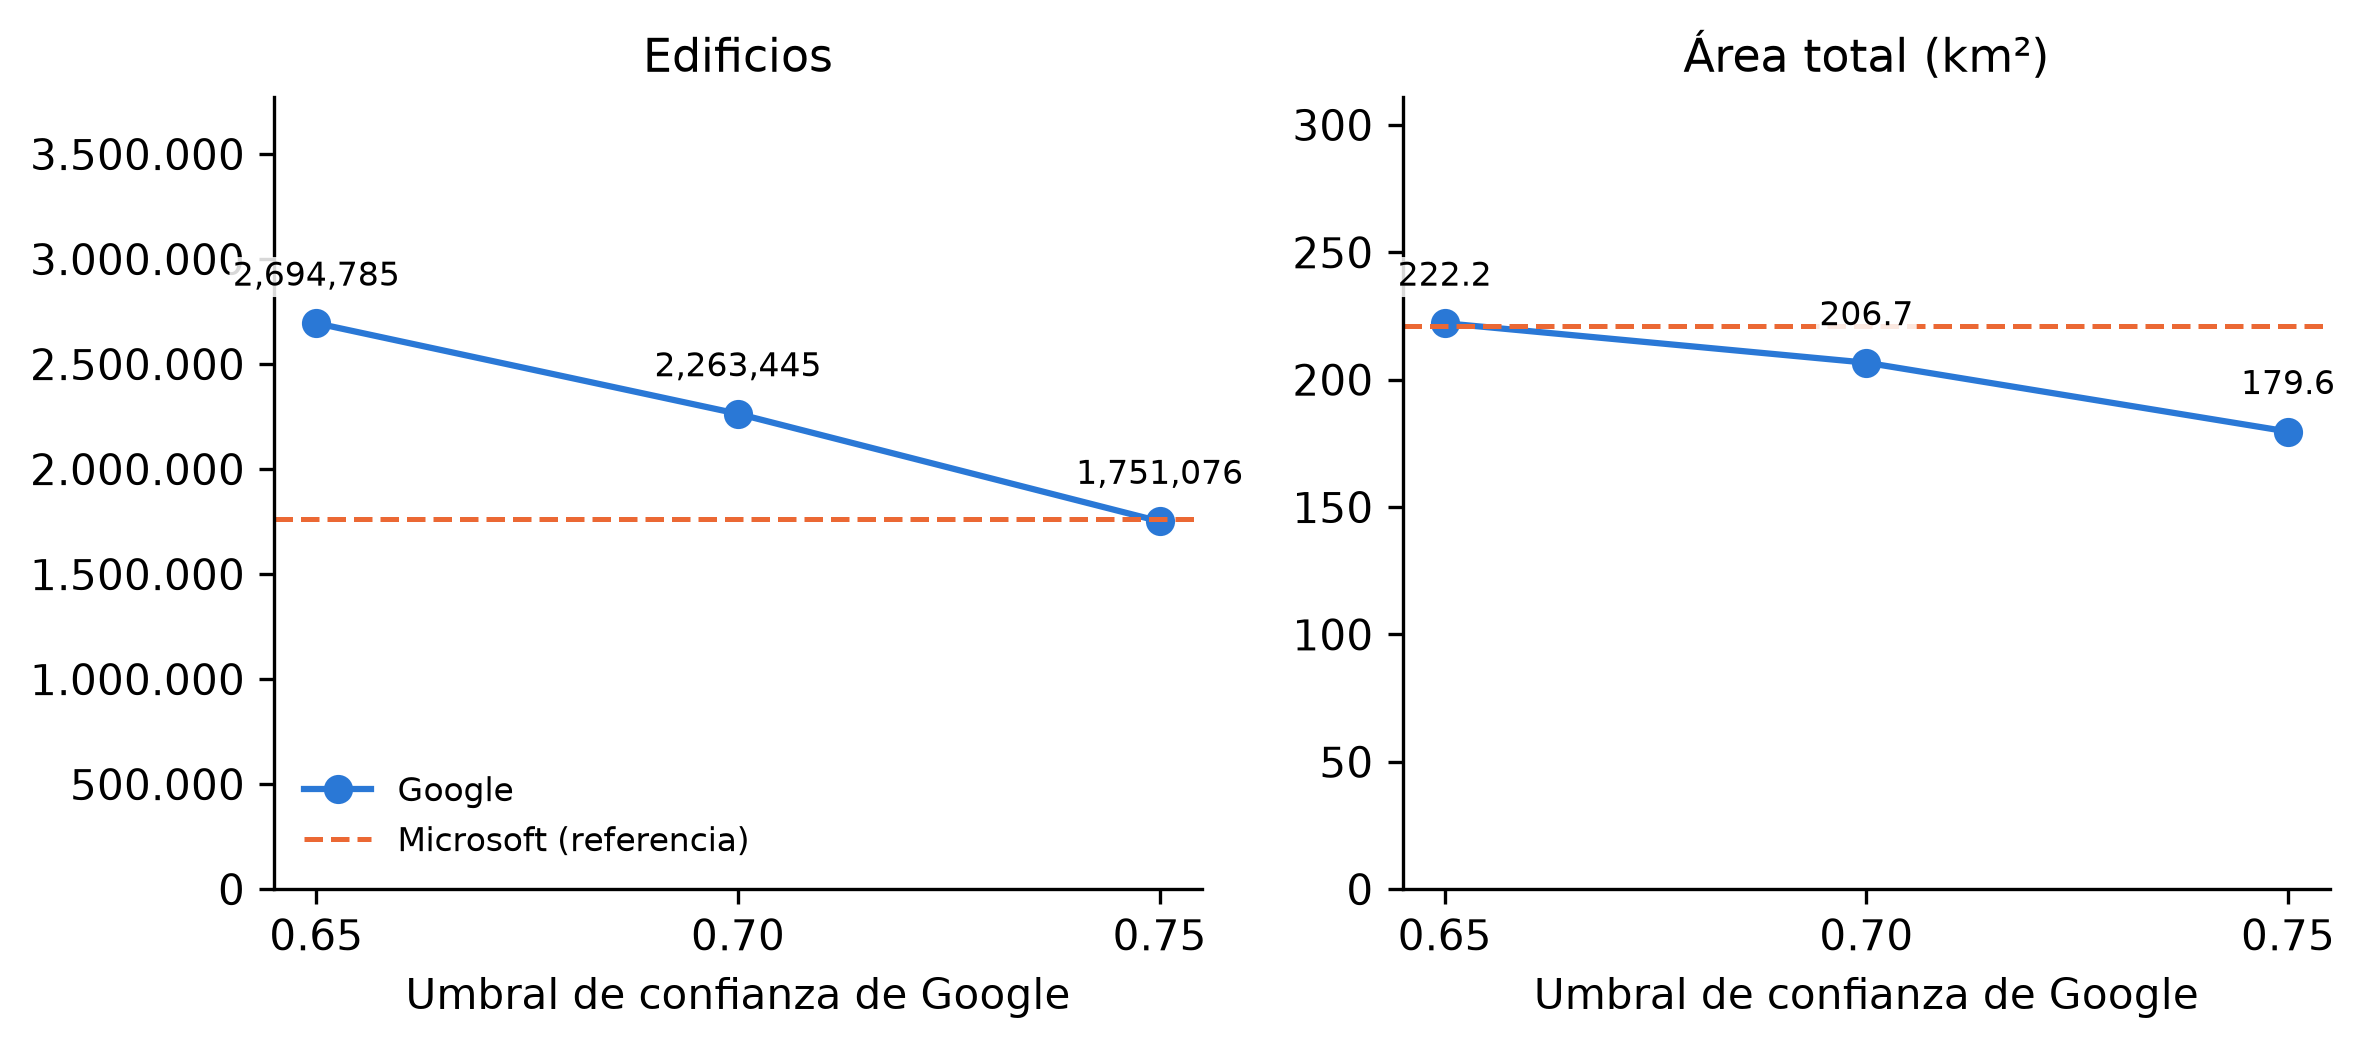 Edificios
3.500.000
3.000.000
2.500.000
2.000.000
1.500.000
1.000.000
500.000
0
2,694,785
2,263,445
1,751,076
Google
Microsoft (referencia)
0.65 0.70 0.75
Umbral de confianza de Google
Área total (km²)
300
250
200
150
100
50
0
222.2
206.7
179.6
0.65 0.70 0.75
Umbral de confianza de Google